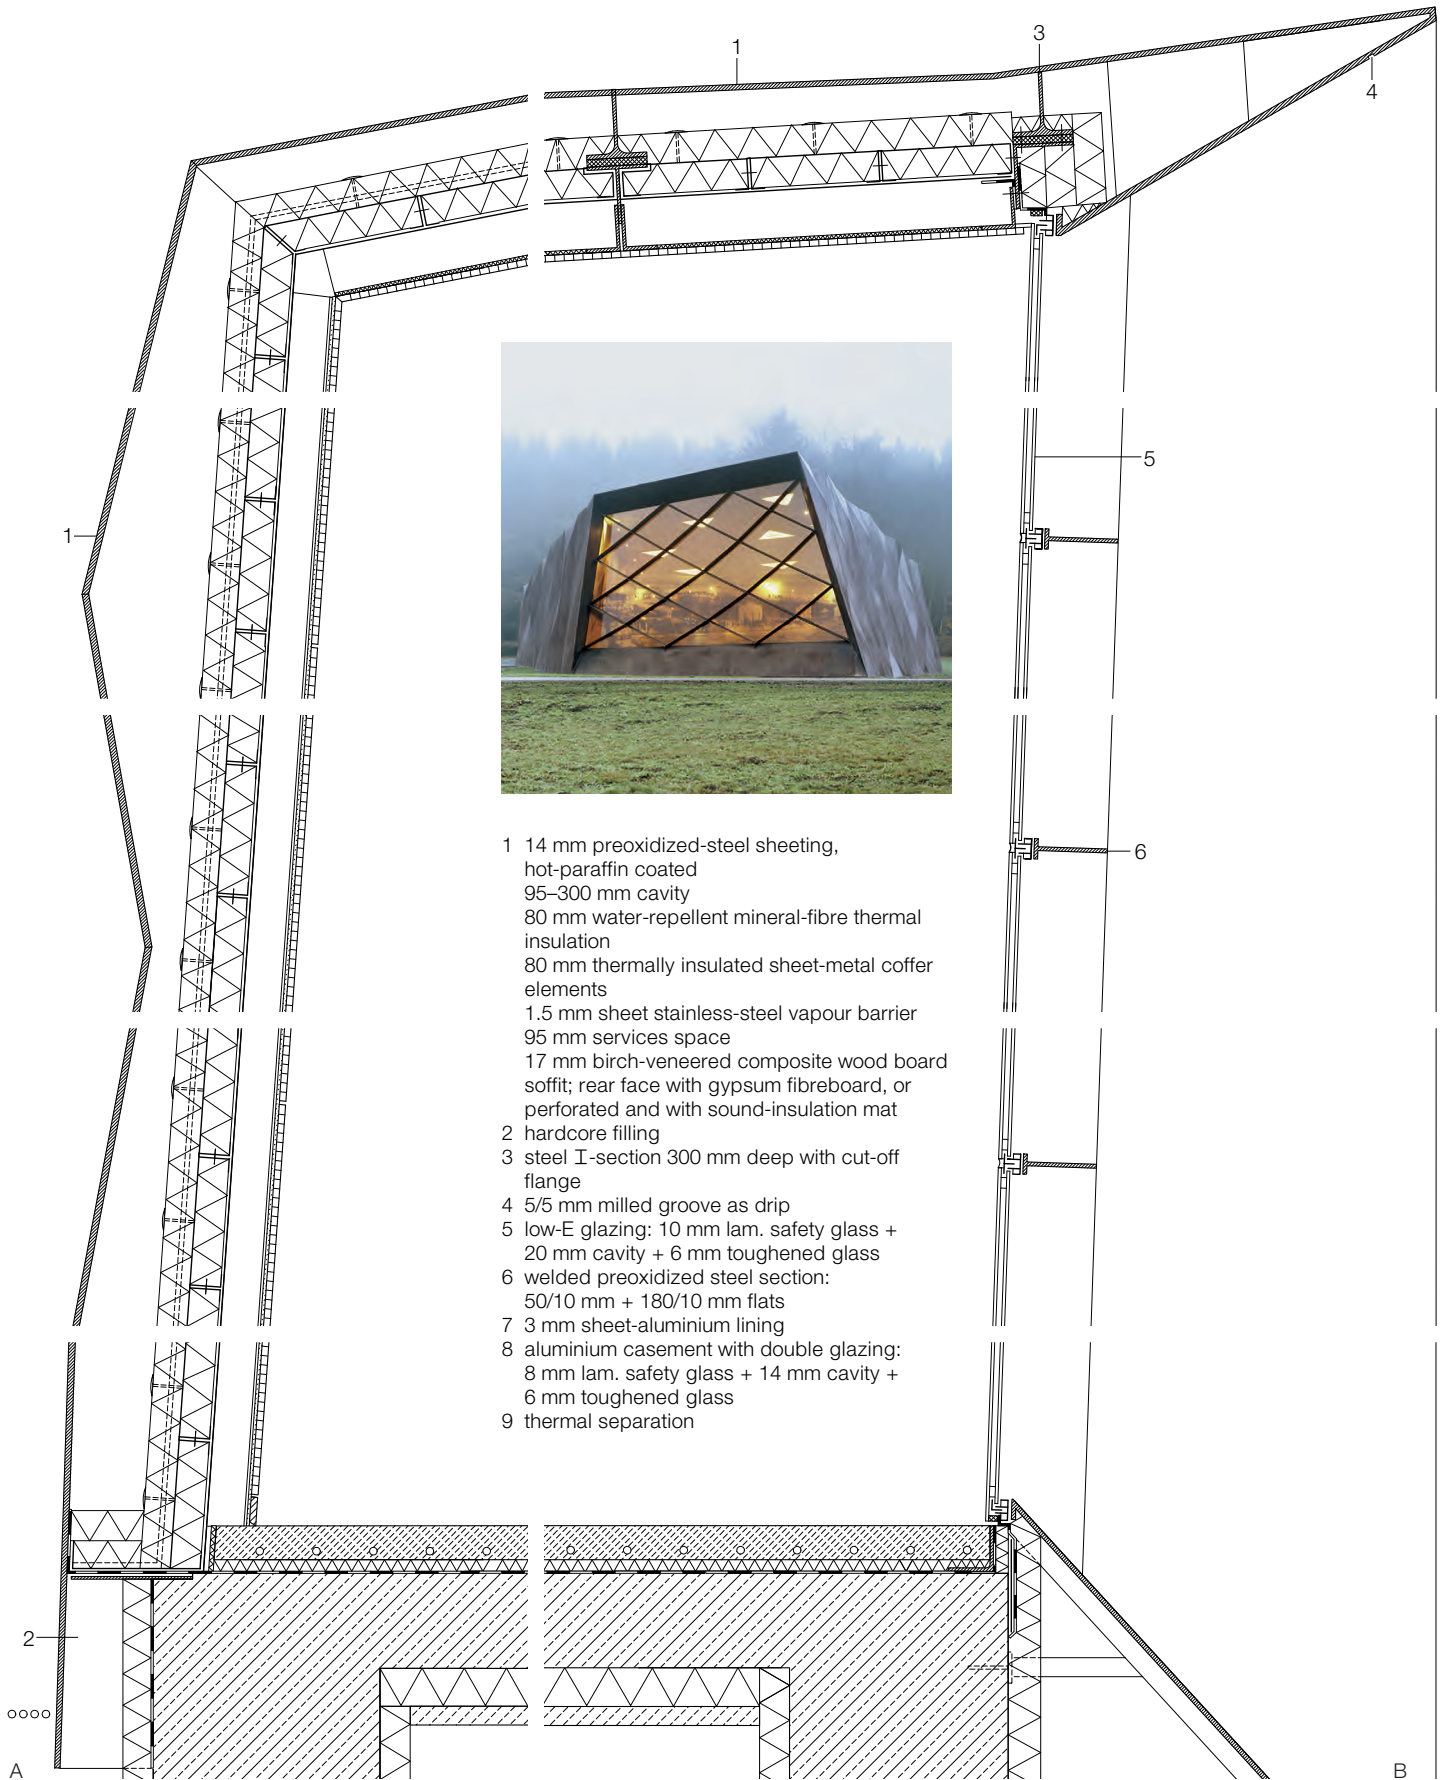 1
3
4
5
1
6
1 14 mm preoxidized-steel sheeting,
hot-paraffin coated
95–300 mm cavity
80 mm water-repellent mineral-fibre thermal
insulation
80 mm thermally insulated sheet-metal coffer
elements
1.5 mm sheet stainless-steel vapour barrier
95 mm services space
17 mm birch-veneered composite wood board
soffit; rear face with gypsum fibreboard, or
perforated and with sound-insulation mat
2 hardcore filling
3 steel I-section 300 mm deep with cut-off
flange
4 5/5 mm milled groove as drip
5 low-E glazing: 10 mm lam. safety glass +
20 mm cavity + 6 mm toughened glass
6 welded preoxidized steel section:
50/10 mm + 180/10 mm flats
7 3 mm sheet-aluminium lining
8 aluminium casement with double glazing:
8 mm lam. safety glass + 14 mm cavity +
6 mm toughened glass
9 thermal separation
2
A
B